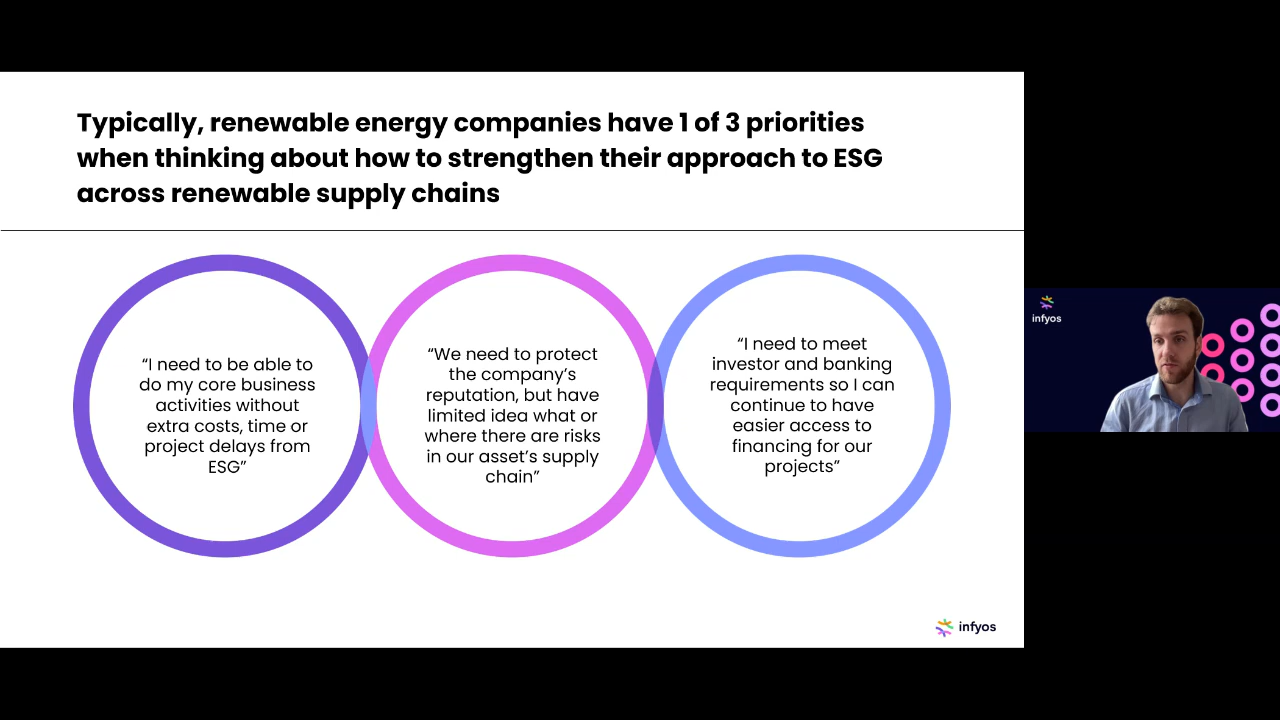 Typically, renewable energy companies have 1 of 3 priorities
when thinking about how to strengthen their approach to ESG
across renewable supply chains
“I need to be able to
do my core business
activities without
extra costs, time or
project delays from
ESG”
“We need to protect
the company’s
reputation, but have
limited idea what or
where there are risks
in our asset’s supply
chain”
“I need to meet
investor and banking
requirements so I can
continue to have
easier access to
financing for our
projects”
infyos
infyos